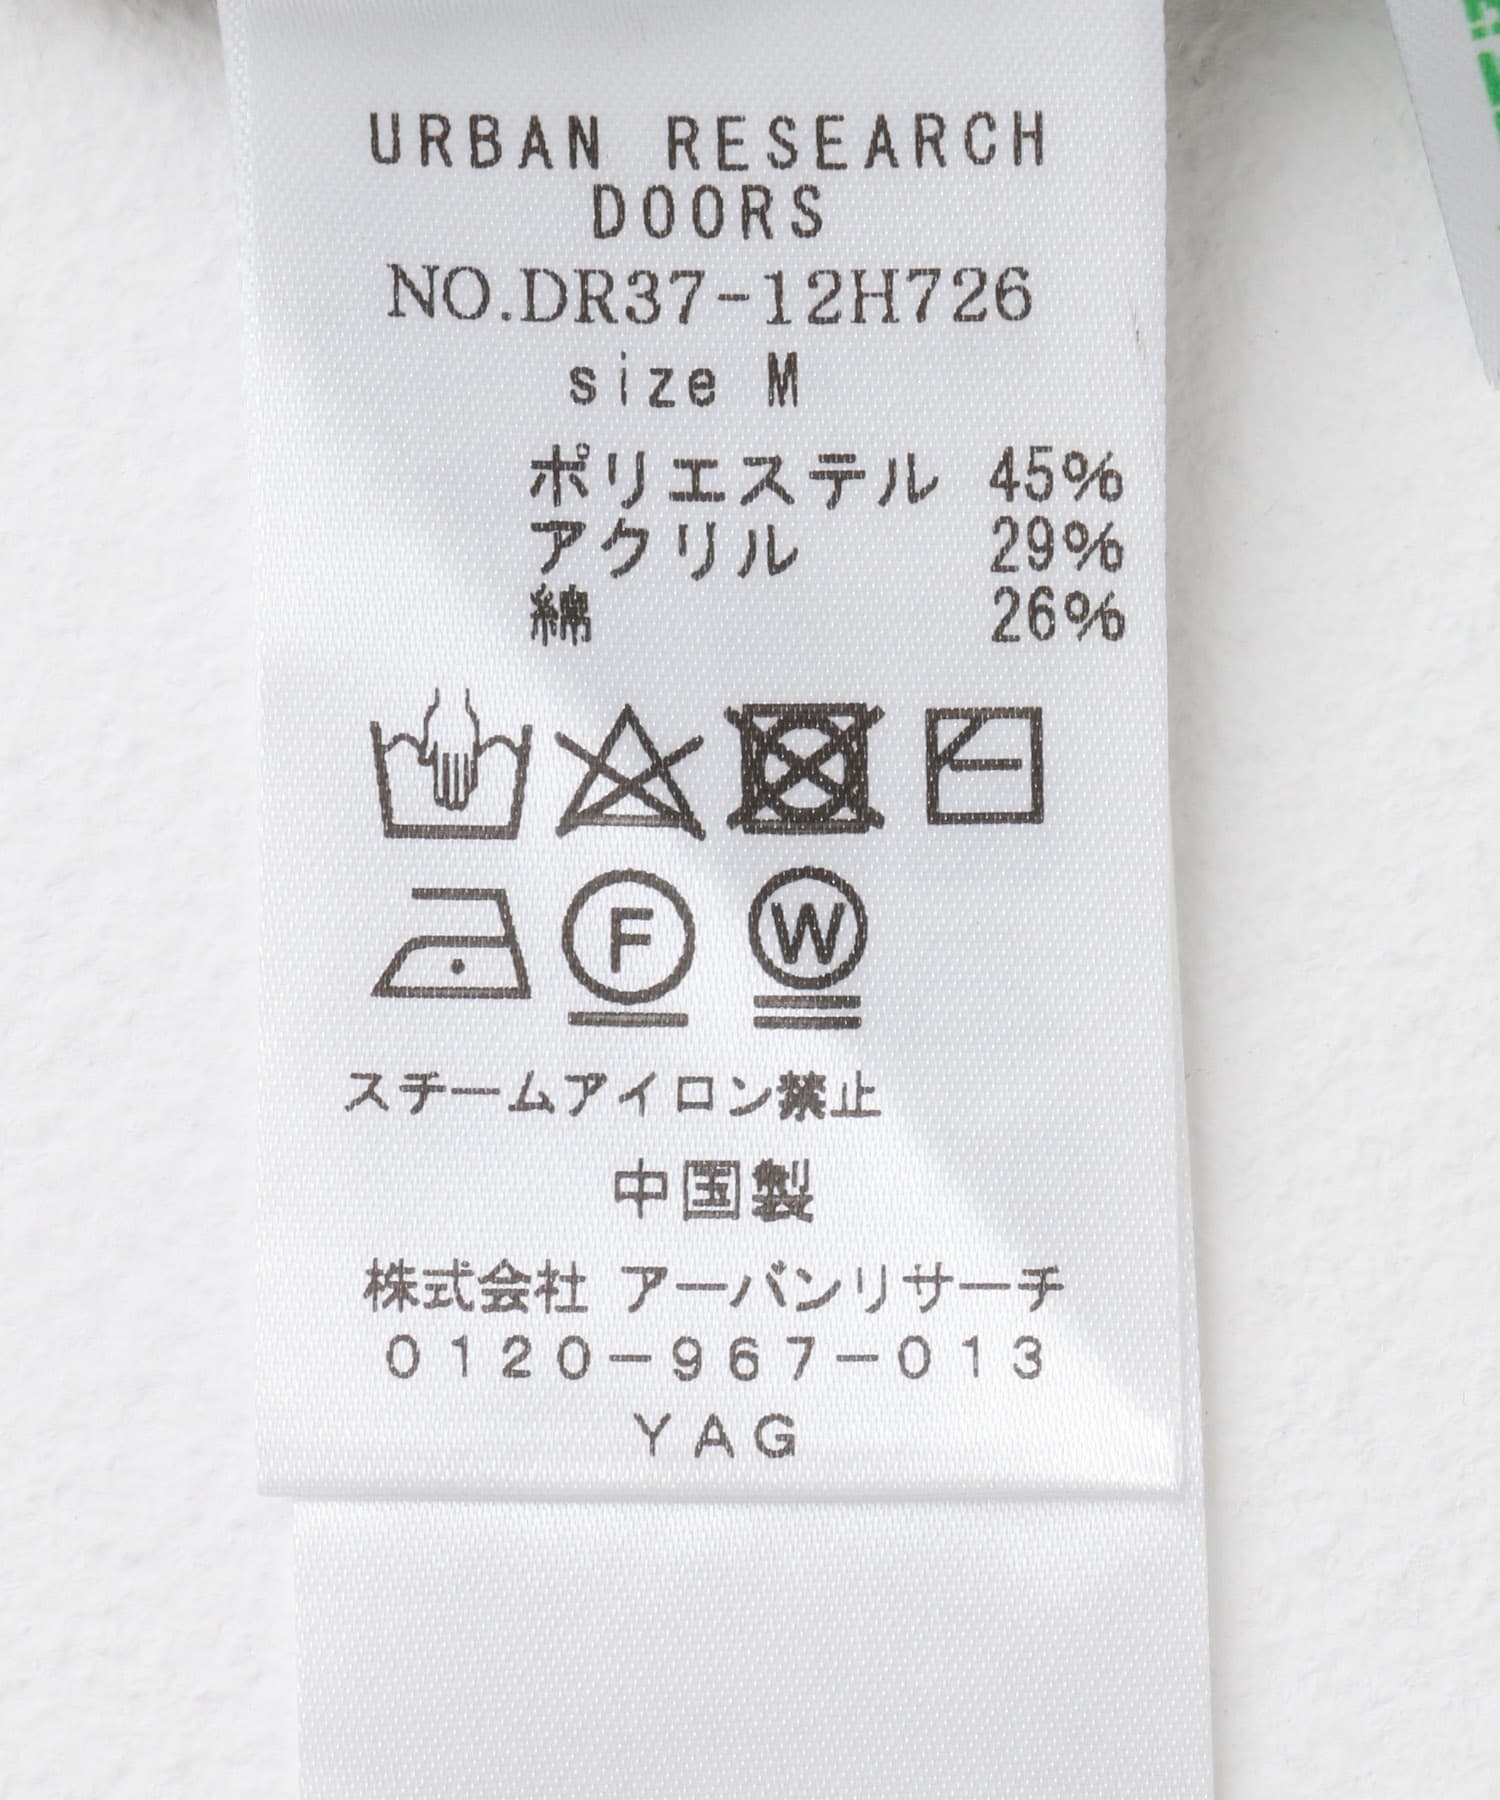 URBAN RESEARCH
DOORS
NO.DR37-12H726
size M
ポリエステル 45%
アクリル 29%
綿 26%
F W
スチームアイロン禁止
中国製
株式会社 アーバンリサーチ
0120-967-013
YAG